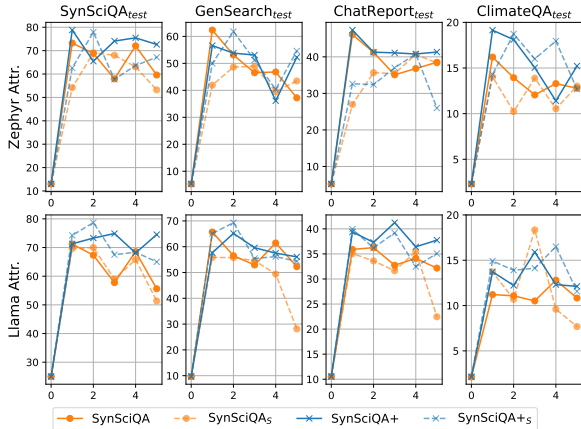 SynSciQA_test GenSearch_test ChatReport_test ClimateQA_test
Zephyr Attr.
80 70 60 50 40 30 20 10
60 50 40 30 20 10
40 30 20 10
20 15 10 5
0 2 4 0 2 4 0 2 4 0 2 4
Llama Attr.
80 70 60 50 40 30
70 60 50 40 30 20 10
40 35 30 25 20 15 10
20 15 10 5
0 2 4 0 2 4 0 2 4 0 2 4
SynSciQA SynSciQA_S SynSciQA+ SynSciQA+_S